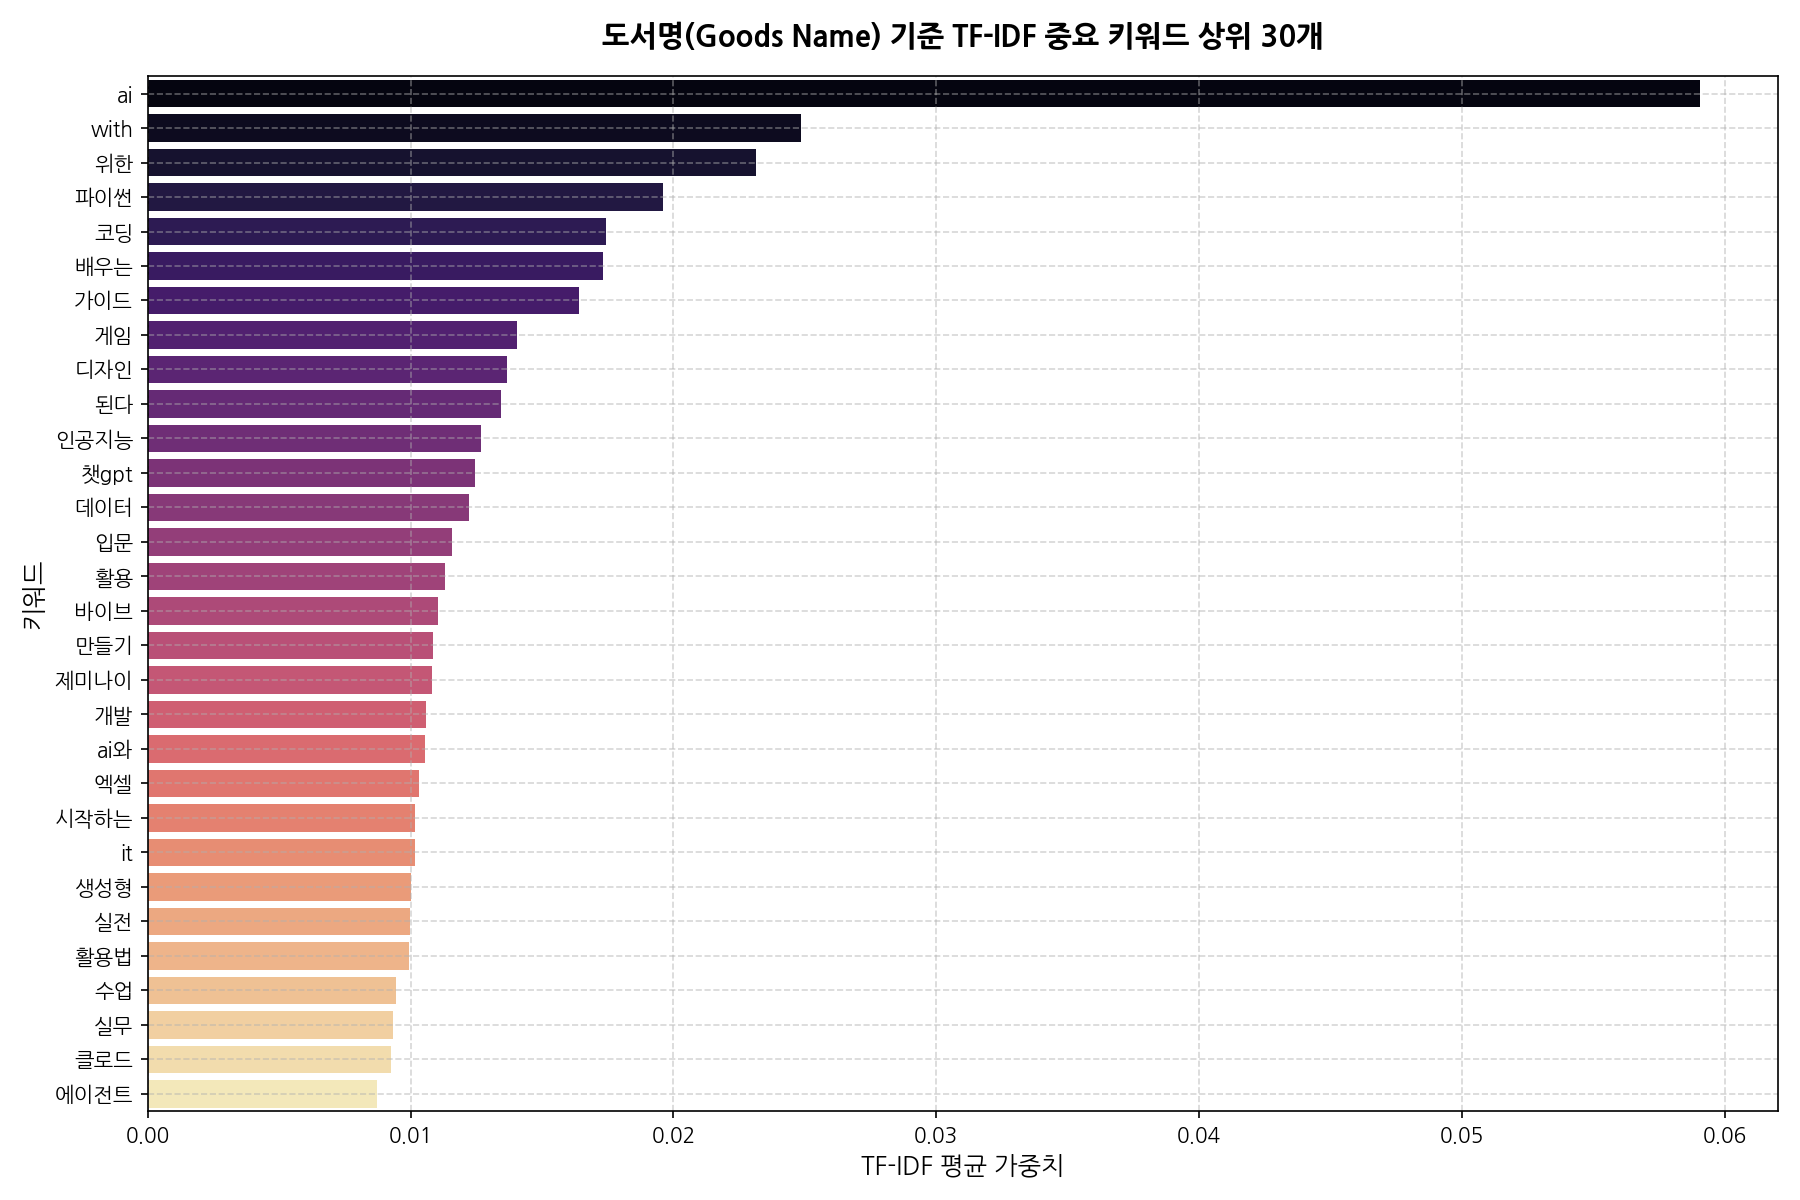 도서명(Goods Name) 기준 TF-IDF 중요 키워드 상위 30개
키워드
ai
with
위한
파이썬
코딩
배우는
가이드
게임
디자인
된다
인공지능
챗gpt
데이터
입문
활용
바이브
만들기
제미나이
개발
ai와
엑셀
시작하는
it
생성형
실전
활용법
수업
실무
클로드
에이전트
0.00 0.01 0.02 0.03 0.04 0.05 0.06
TF-IDF 평균 가중치